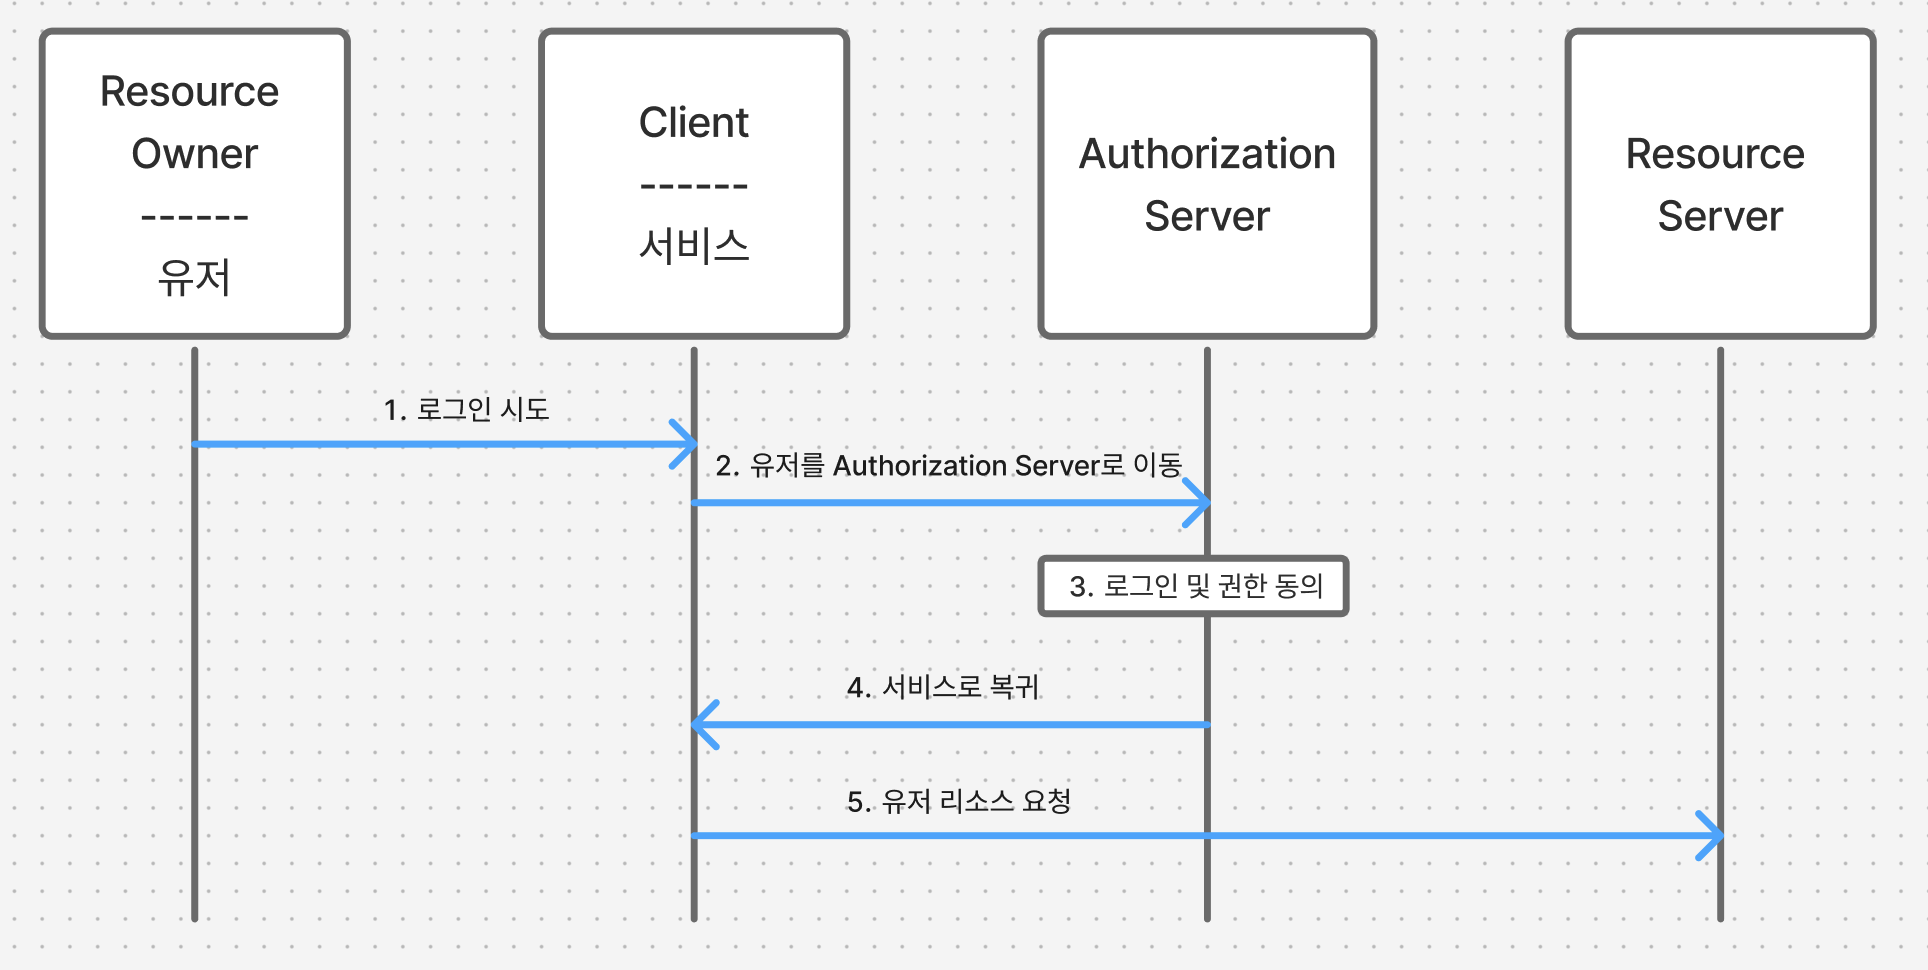 Resource
Owner
------
유저
Client
------
서비스
Authorization
Server
Resource
Server
1. 로그인 시도
2. 유저를 Authorization Server로 이동
3. 로그인 및 권한 동의
4. 서비스로 복귀
5. 유저 리소스 요청